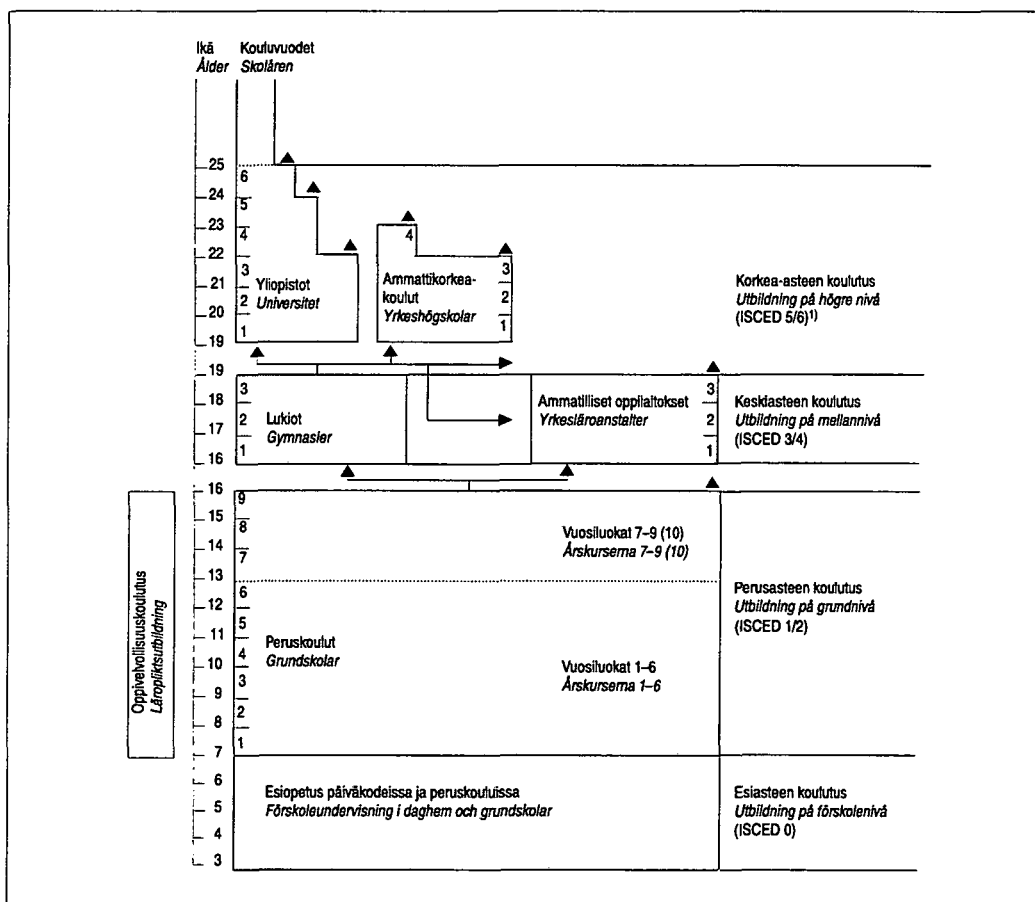 Ikä Kouluvuodet
Ålder Skolåren
25
24
23
22
21
20
19
6
5
4
3
2
1
Yliopistot
Universitet
4
Ammattikorkea-
koulut
Yrkeshögskolar
3
2
1
Korkea-asteen koulutus
Utbildning på högre nivå
(ISCED 5/6)1)
19
18
17
16
3
2
1
Lukiot
Gymnasier
Ammatilliset oppilaitokset
Yrkesläroanstalter
3
2
1
Keskiasteen koulutus
Utbildning på mellannivå
(ISCED 3/4)
Oppivelvollisuuskoulutus
Läropliktsutbildning
16
15
14
13
12
11
10
9
8
7
9
8
7
6
5
4
3
2
1
Vuosiluokat 7–9 (10)
Årskurserna 7–9 (10)
Peruskoulut
Grundskolar
Vuosiluokat 1–6
Årskurserna 1–6
Perusasteen koulutus
Utbildning på grundnivå
(ISCED 1/2)
6
5
4
3
Esiopetus päiväkodeissa ja peruskouluissa
Förskoleundervisning i daghem och grundskolar
Esiasteen koulutus
Utbildning på förskolenivå
(ISCED 0)